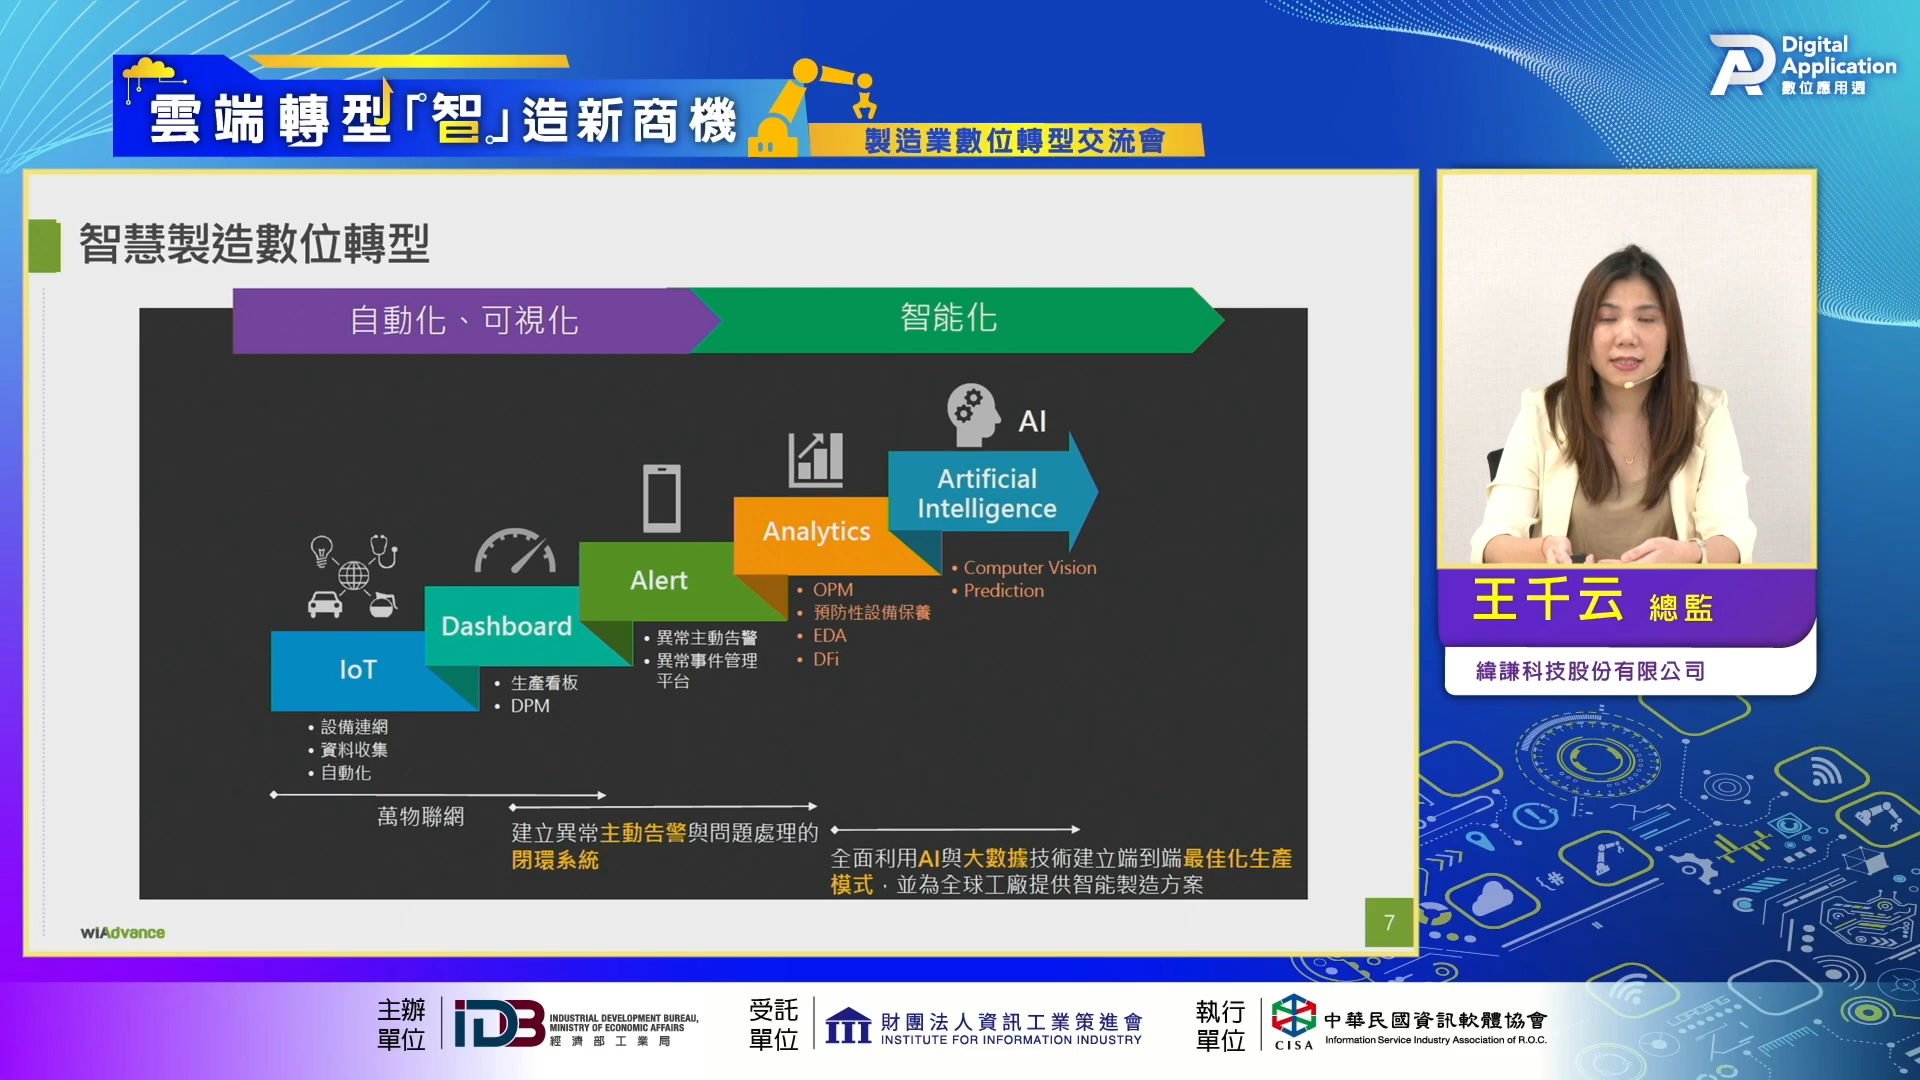 雲端轉型「智」造新商機
製造業數位轉型交流會
Digital
Application
數位應用週
智慧製造數位轉型
自動化、可視化
智能化
AI
Artificial
Intelligence
• Computer Vision
• Prediction
Analytics
• OPM
• 預防性設備保養
• EDA
• DFi
Alert
• 異常主動告警
• 異常事件管理
平台
Dashboard
• 生產看板
• DPM
IoT
• 設備連網
• 資料收集
• 自動化
萬物聯網
建立異常主動告警與問題處理的
閉環系統
全面利用AI與大數據技術建立端到端最佳化生產
模式，並為全球工廠提供智能製造方案
wiAdvance
7
王千云 總監
緯謙科技股份有限公司
主辦
單位
IDB
INDUSTRIAL DEVELOPMENT BUREAU,
MINISTRY OF ECONOMIC AFFAIRS
經濟部工業局
受託
單位
財團法人資訊工業策進會
INSTITUTE FOR INFORMATION INDUSTRY
執行
單位
CISA
中華民國資訊軟體協會
Information Service Industry Association of R.O.C.